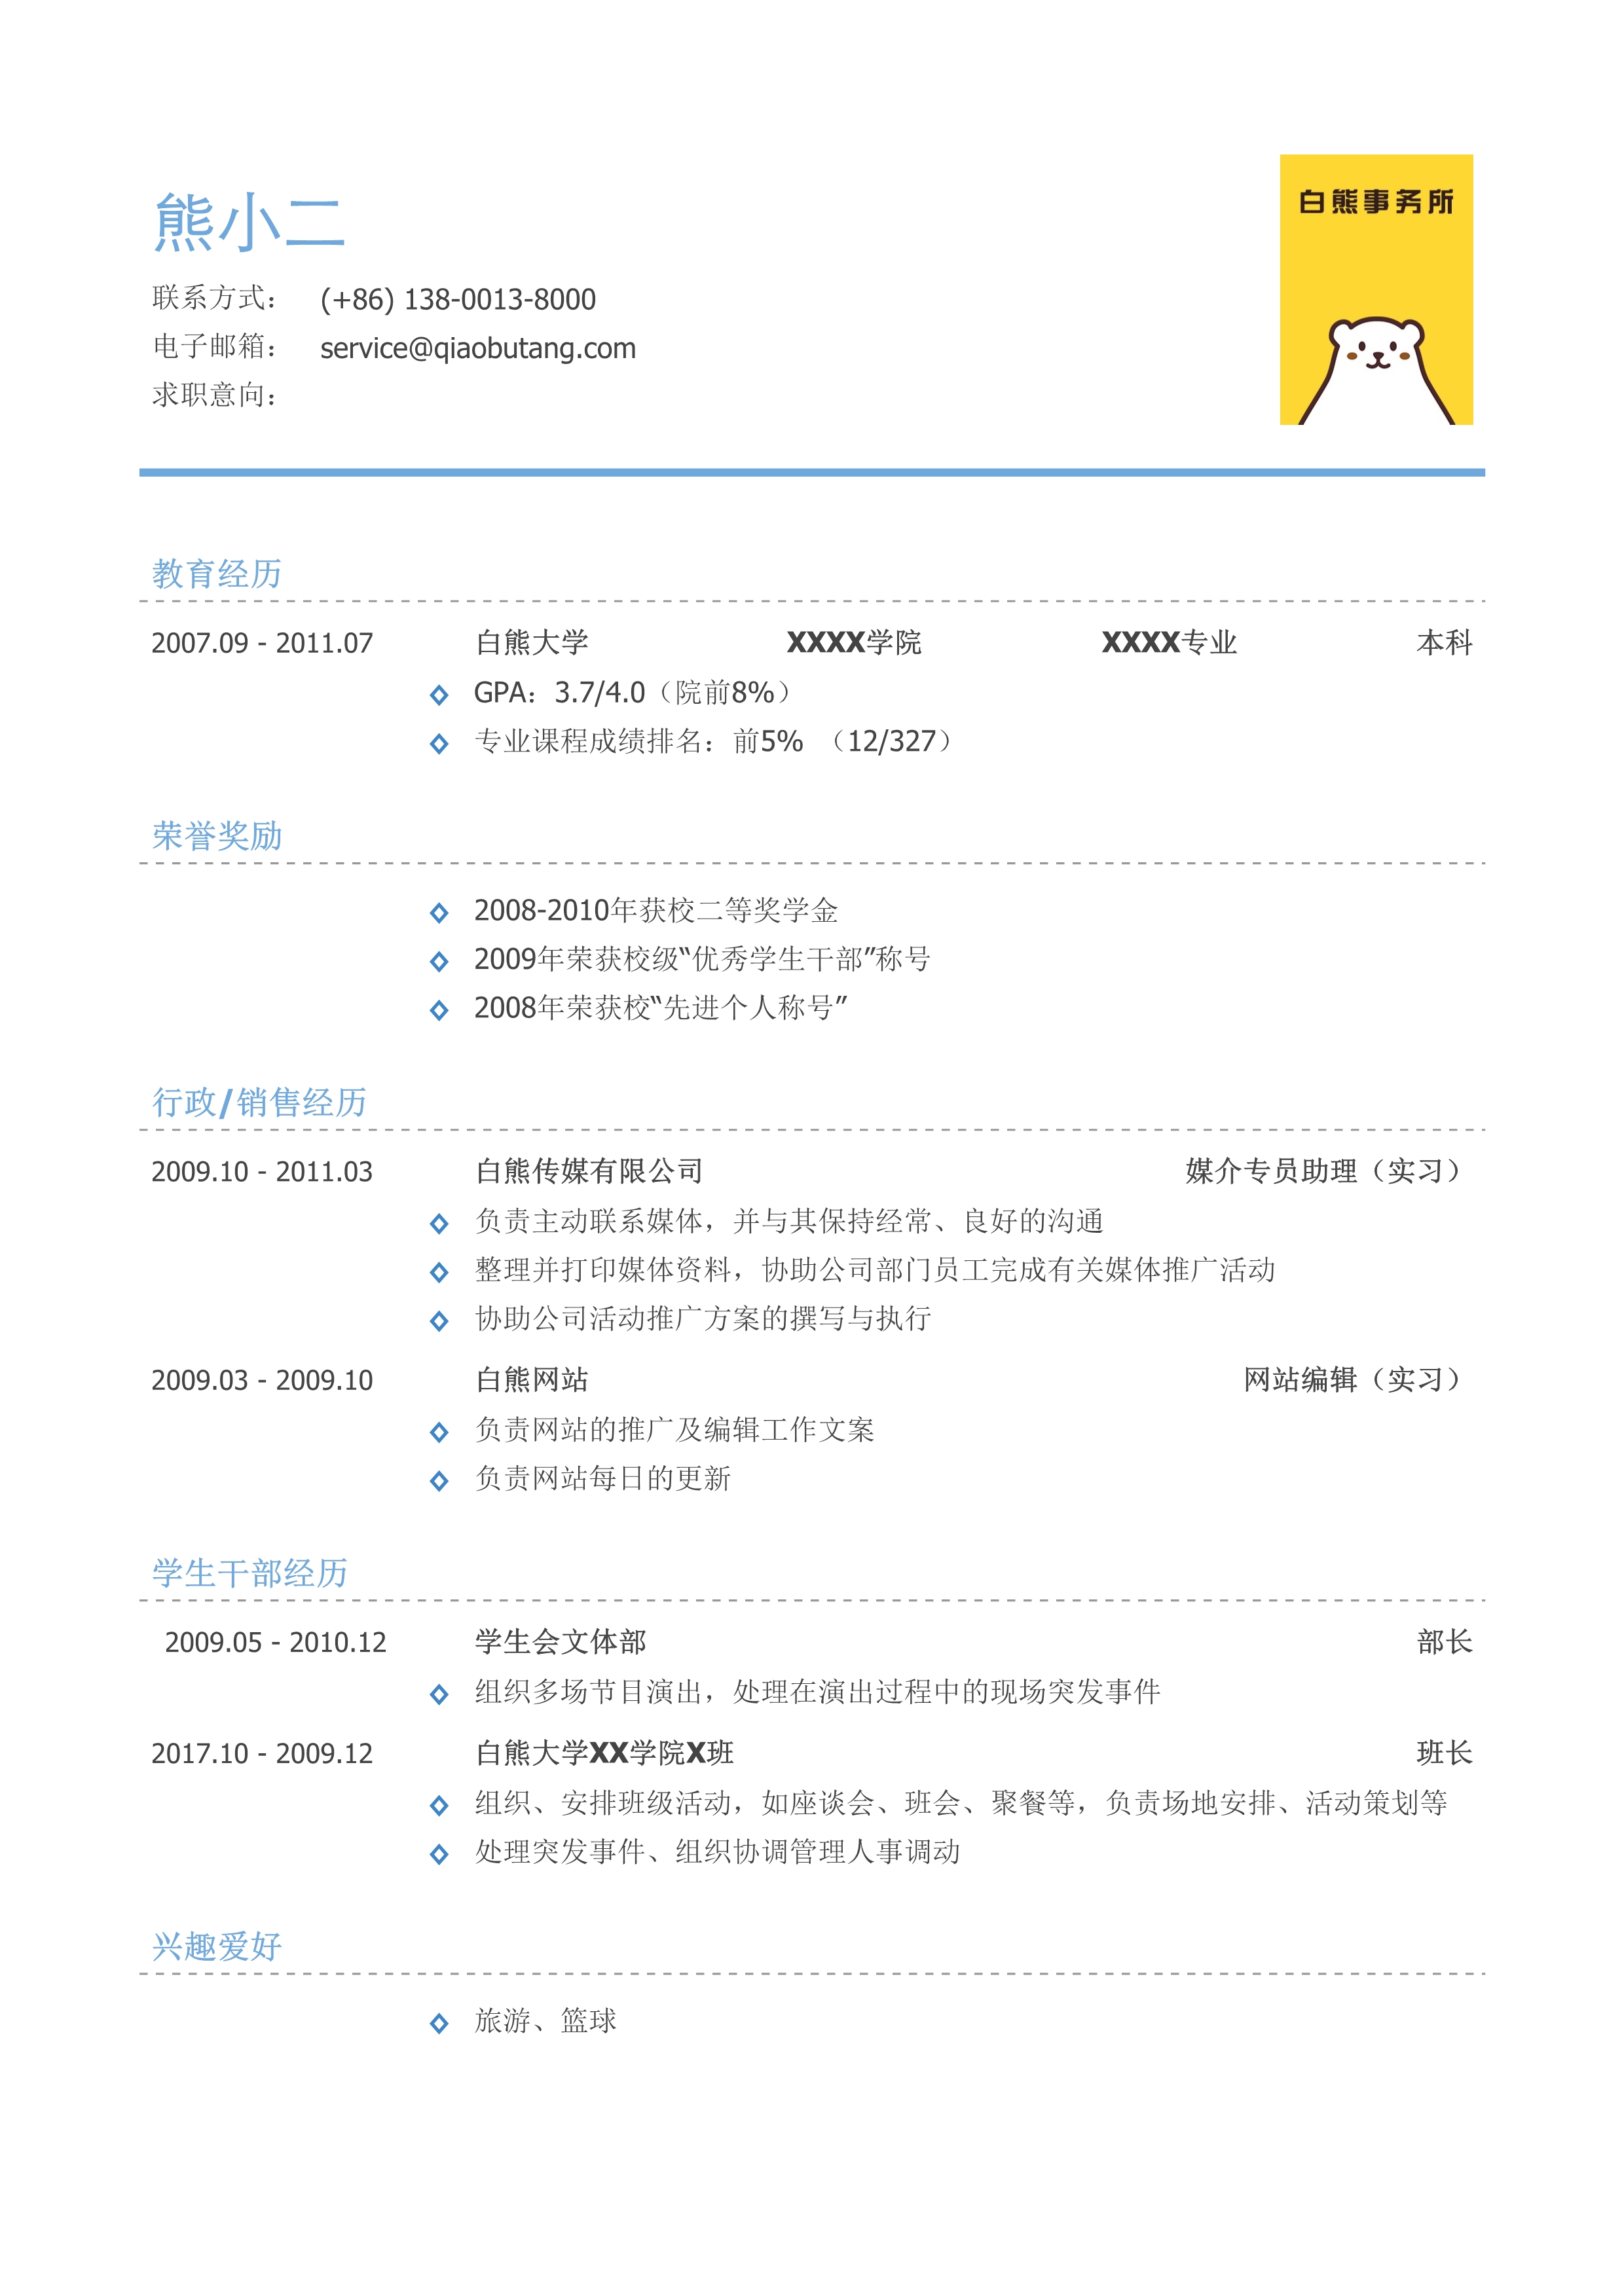 白熊事务所
熊小二
联系方式： (+86) 138-0013-8000
电子邮箱： service@qiaobutang.com
求职意向：
教育经历
2007.09 - 2011.07 白熊大学 XXXX学院 XXXX专业 本科
GPA：3.7/4.0（院前8%）
专业课程成绩排名：前5% （12/327）
荣誉奖励
2008-2010年获校二等奖学金
2009年荣获校级“优秀学生干部”称号
2008年荣获校“先进个人称号”
行政/销售经历
2009.10 - 2011.03 白熊传媒有限公司 媒介专员助理（实习）
负责主动联系媒体，并与其保持经常、良好的沟通
整理并打印媒体资料，协助公司部门员工完成有关媒体推广活动
协助公司活动推广方案的撰写与执行
2009.03 - 2009.10 白熊网站 网站编辑（实习）
负责网站的推广及编辑工作文案
负责网站每日的更新
学生干部经历
2009.05 - 2010.12 学生会文体部 部长
组织多场节目演出，处理在演出过程中的现场突发事件
2017.10 - 2009.12 白熊大学XX学院X班 班长
组织、安排班级活动，如座谈会、班会、聚餐等，负责场地安排、活动策划等
处理突发事件、组织协调管理人事调动
兴趣爱好
旅游、篮球